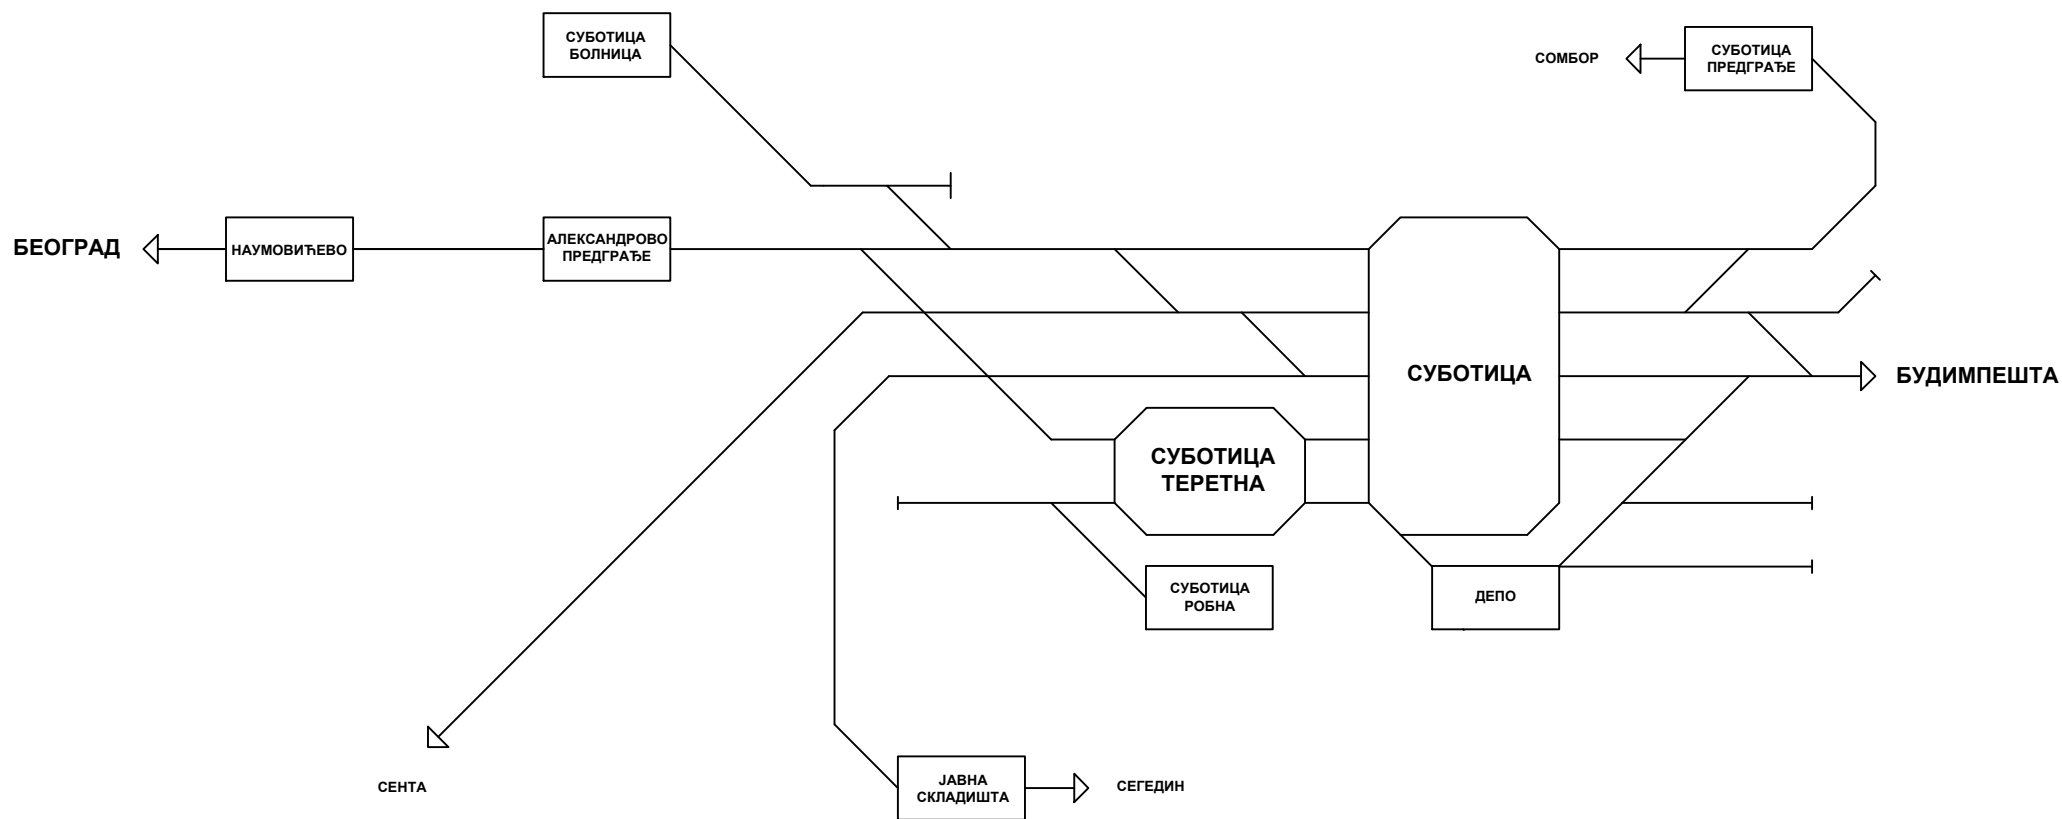 СУБОТИЦА
БОЛНИЦА
СОМБОР
СУБОТИЦА
ПРЕДГРАЂЕ
БЕОГРАД
НАУМОВИЋЕВО
АЛЕКСАНДРОВО
ПРЕДГРАЂЕ
СУБОТИЦА
БУДИМПЕШТА
СУБОТИЦА
ТЕРЕТНА
СУБОТИЦА
РОБНА
ДЕПО
СЕНТА
ЈАВНА
СКЛАДИШТА
СЕГЕДИН